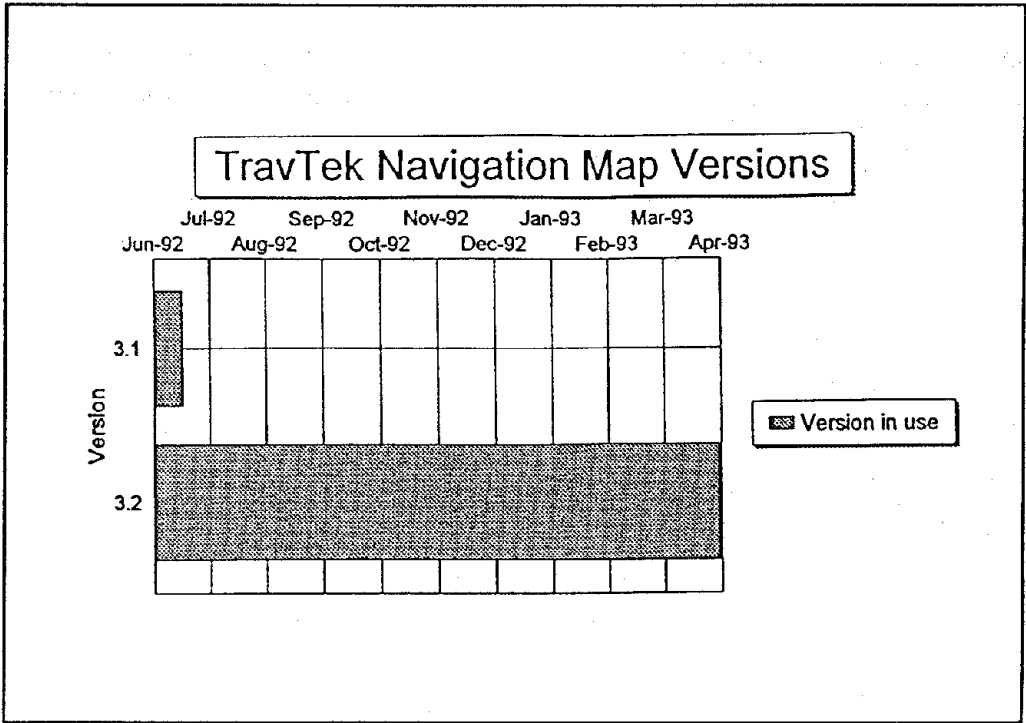 TravTek Navigation Map Versions
Jul-92 Sep-92 Nov-92 Jan-93 Mar-93
Jun-92 Aug-92 Oct-92 Dec-92 Feb-93 Apr-93
3.1
Version
3.2
Version in use